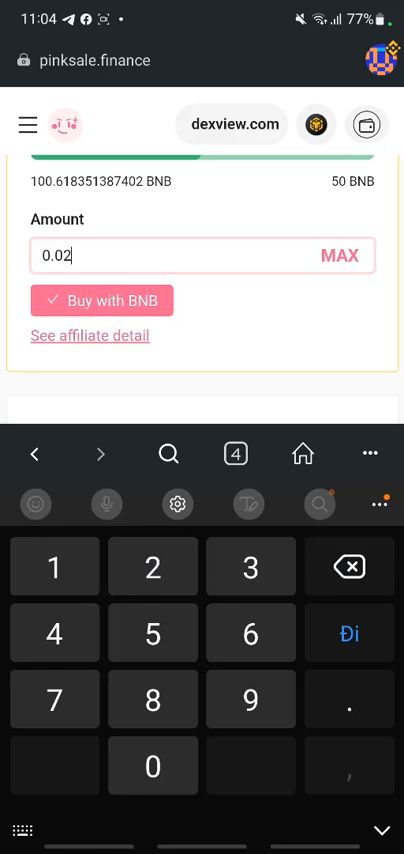 11:04
77%
pinksale.finance
dexview.com
100.618351387402 BNB
50 BNB
Amount
0.02
MAX
Buy with BNB
See affiliate detail
4
1
2
3
4
5
6
Đi
7
8
9
.
0
,